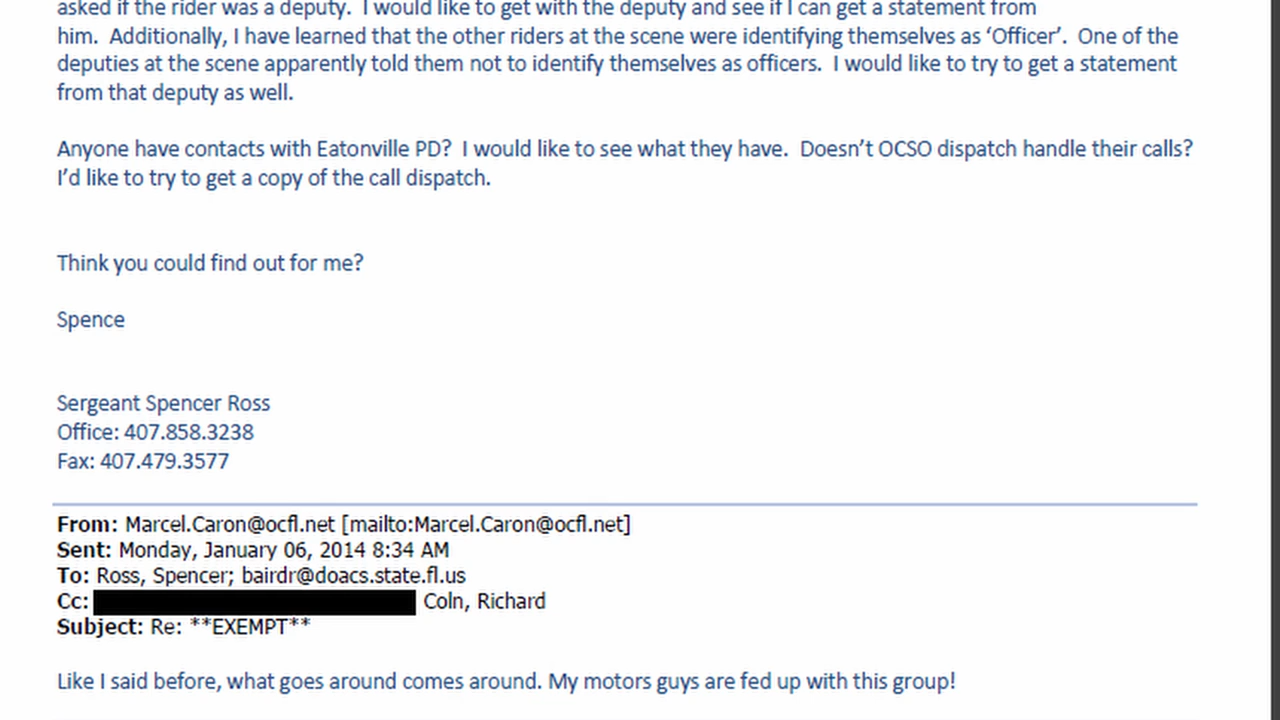 asked if the rider was a deputy.  I would like to get with the deputy and see if I can get a statement from
him.  Additionally, I have learned that the other riders at the scene were identifying themselves as ‘Officer’.  One of the
deputies at the scene apparently told them not to identify themselves as officers.  I would like to try to get a statement
from that deputy as well.
Anyone have contacts with Eatonville PD?  I would like to see what they have.  Doesn’t OCSO dispatch handle their calls?
I’d like to try to get a copy of the call dispatch.
Think you could find out for me?
Spence
Sergeant Spencer Ross
Office: 407.858.3238
Fax: 407.479.3577
From: Marcel.Caron@ocfl.net [mailto:Marcel.Caron@ocfl.net]
Sent: Monday, January 06, 2014 8:34 AM
To: Ross, Spencer; bairdr@doacs.state.fl.us
Cc: Coln, Richard
Subject: Re: **EXEMPT**
Like I said before, what goes around comes around. My motors guys are fed up with this group!